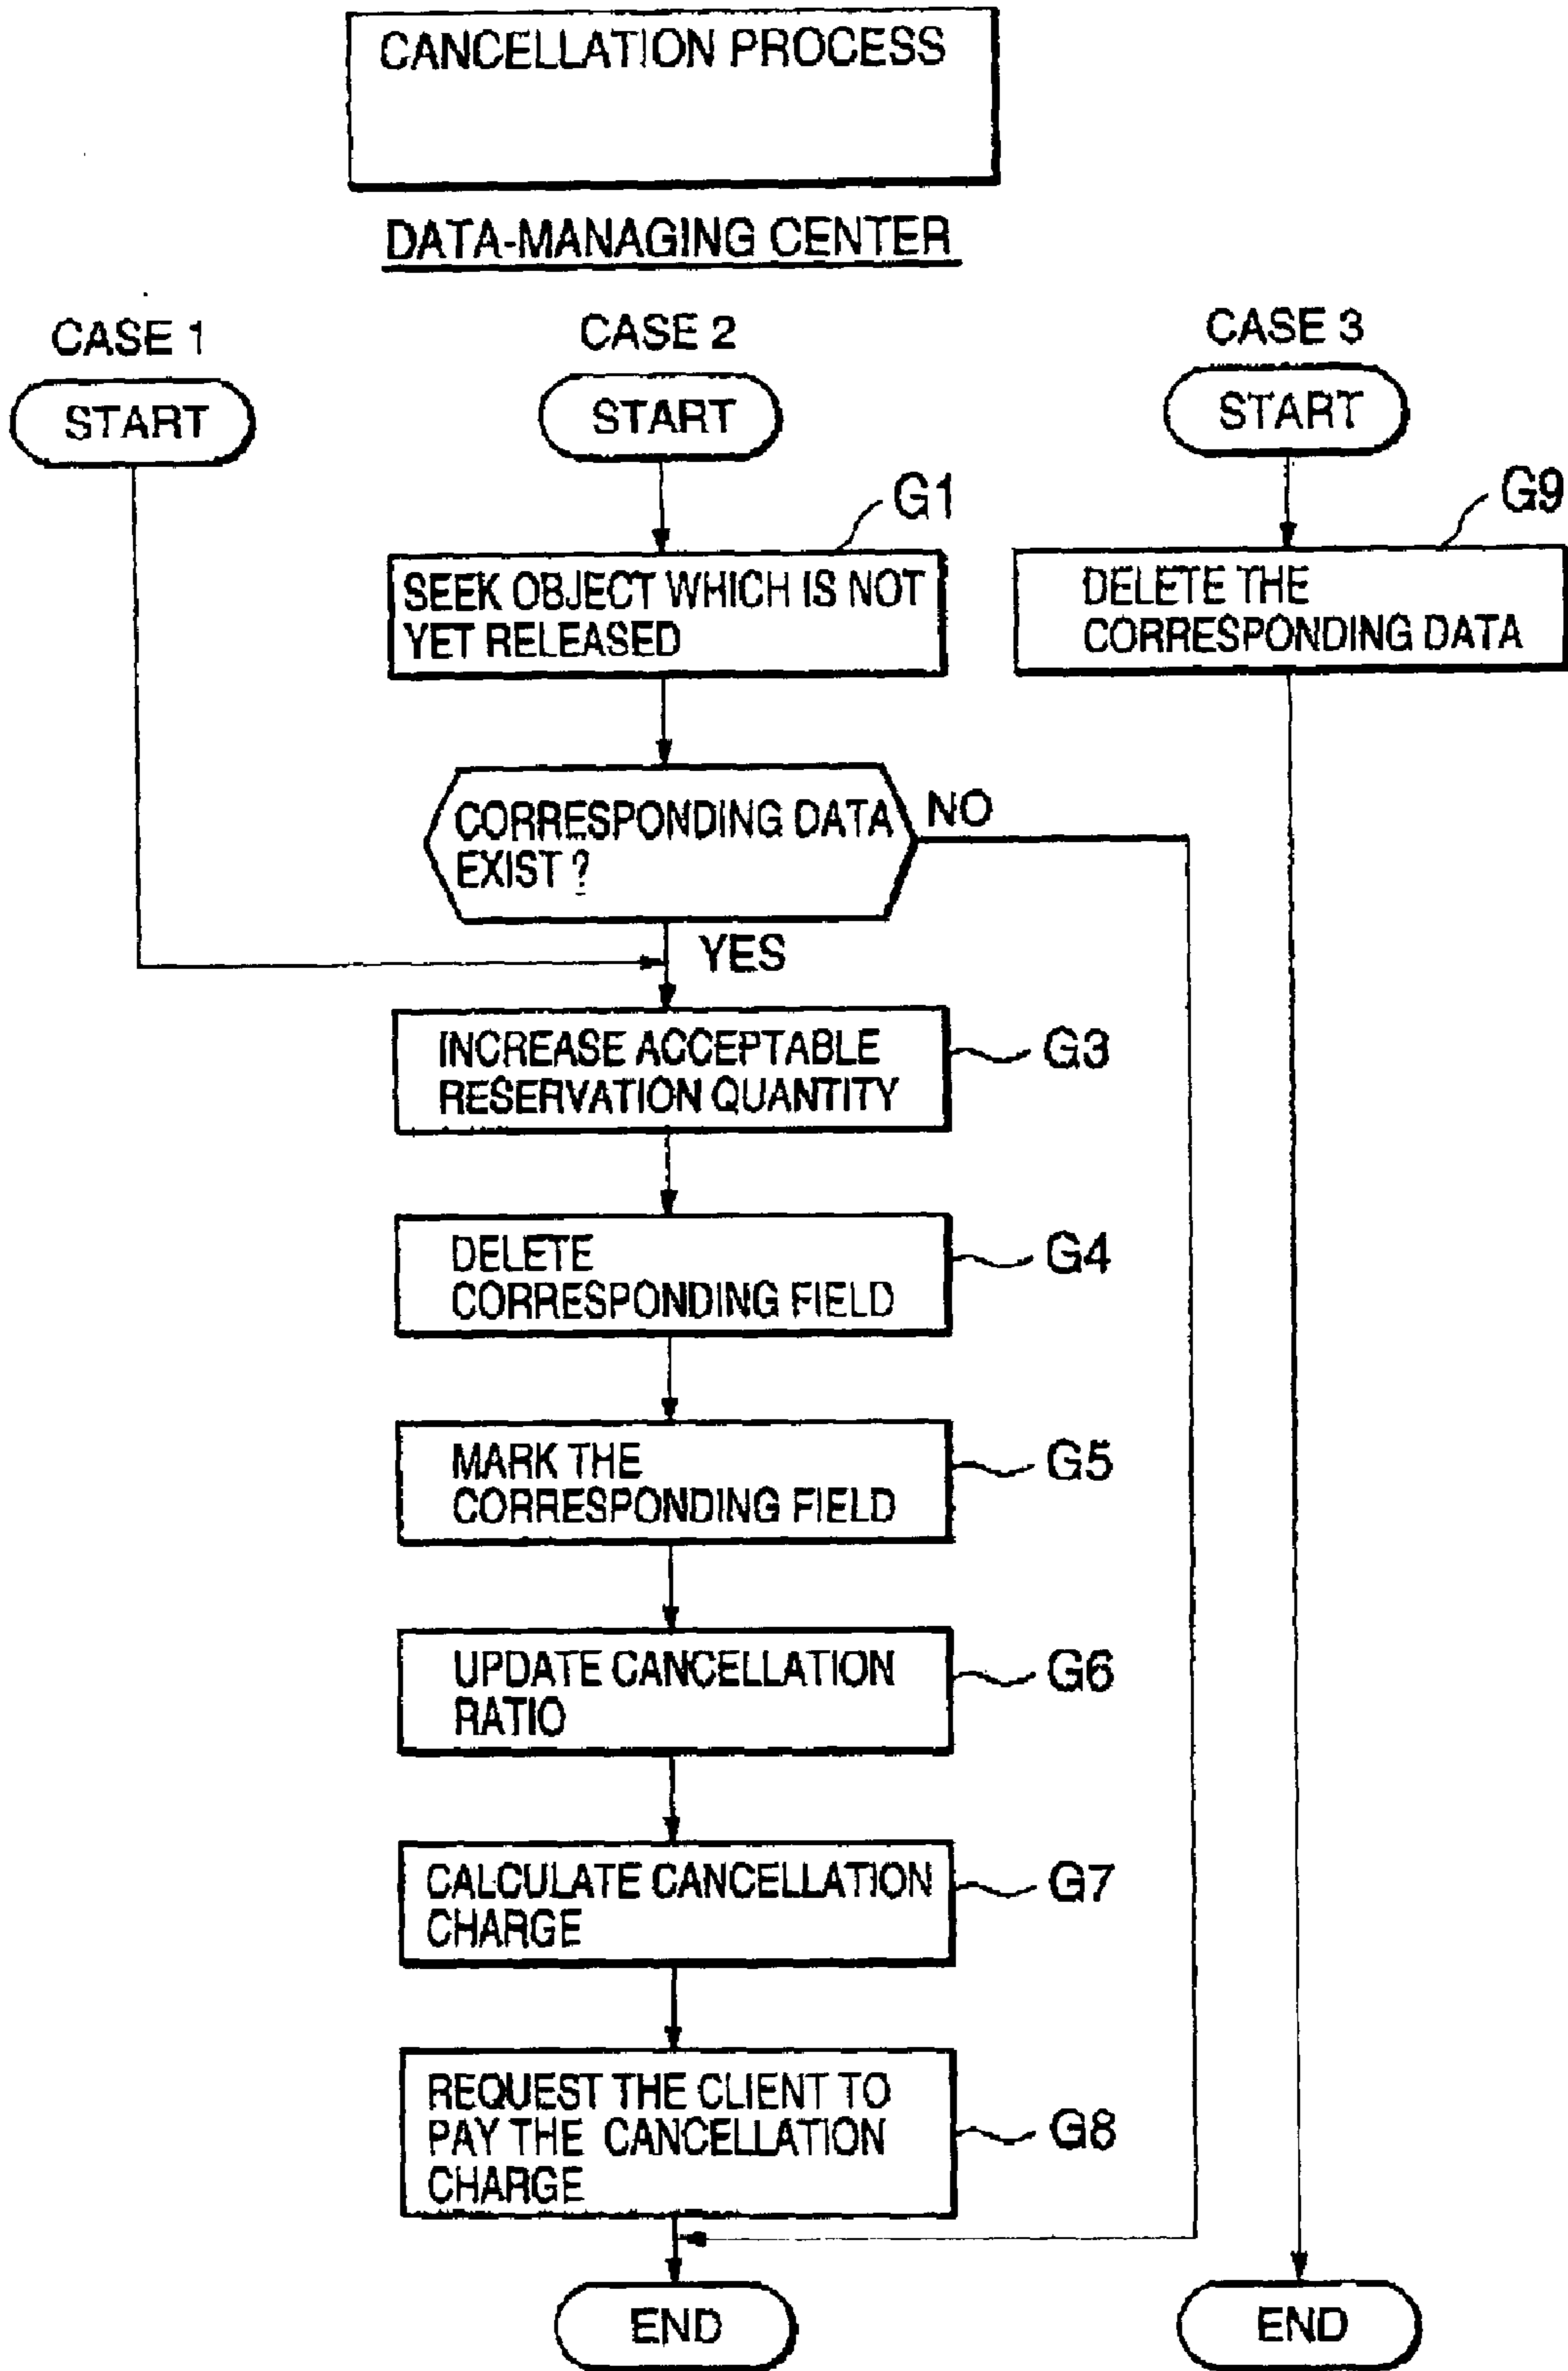 CANCELLATION PROCESS
DATA-MANAGING CENTER
CASE 1
START
CASE 2
START
CASE 3
START
G1
SEEK OBJECT WHICH IS NOT
YET RELEASED
G9
DELETE THE
CORRESPONDING DATA
CORRESPONDING DATA
EXIST ?
NO
YES
INCREASE ACCEPTABLE
RESERVATION QUANTITY
G3
DELETE
CORRESPONDING FIELD
G4
MARK THE
CORRESPONDING FIELD
G5
UPDATE CANCELLATION
RATIO
G6
CALCULATE CANCELLATION
CHARGE
G7
REQUEST THE CLIENT TO
PAY THE CANCELLATION
CHARGE
G8
END
END